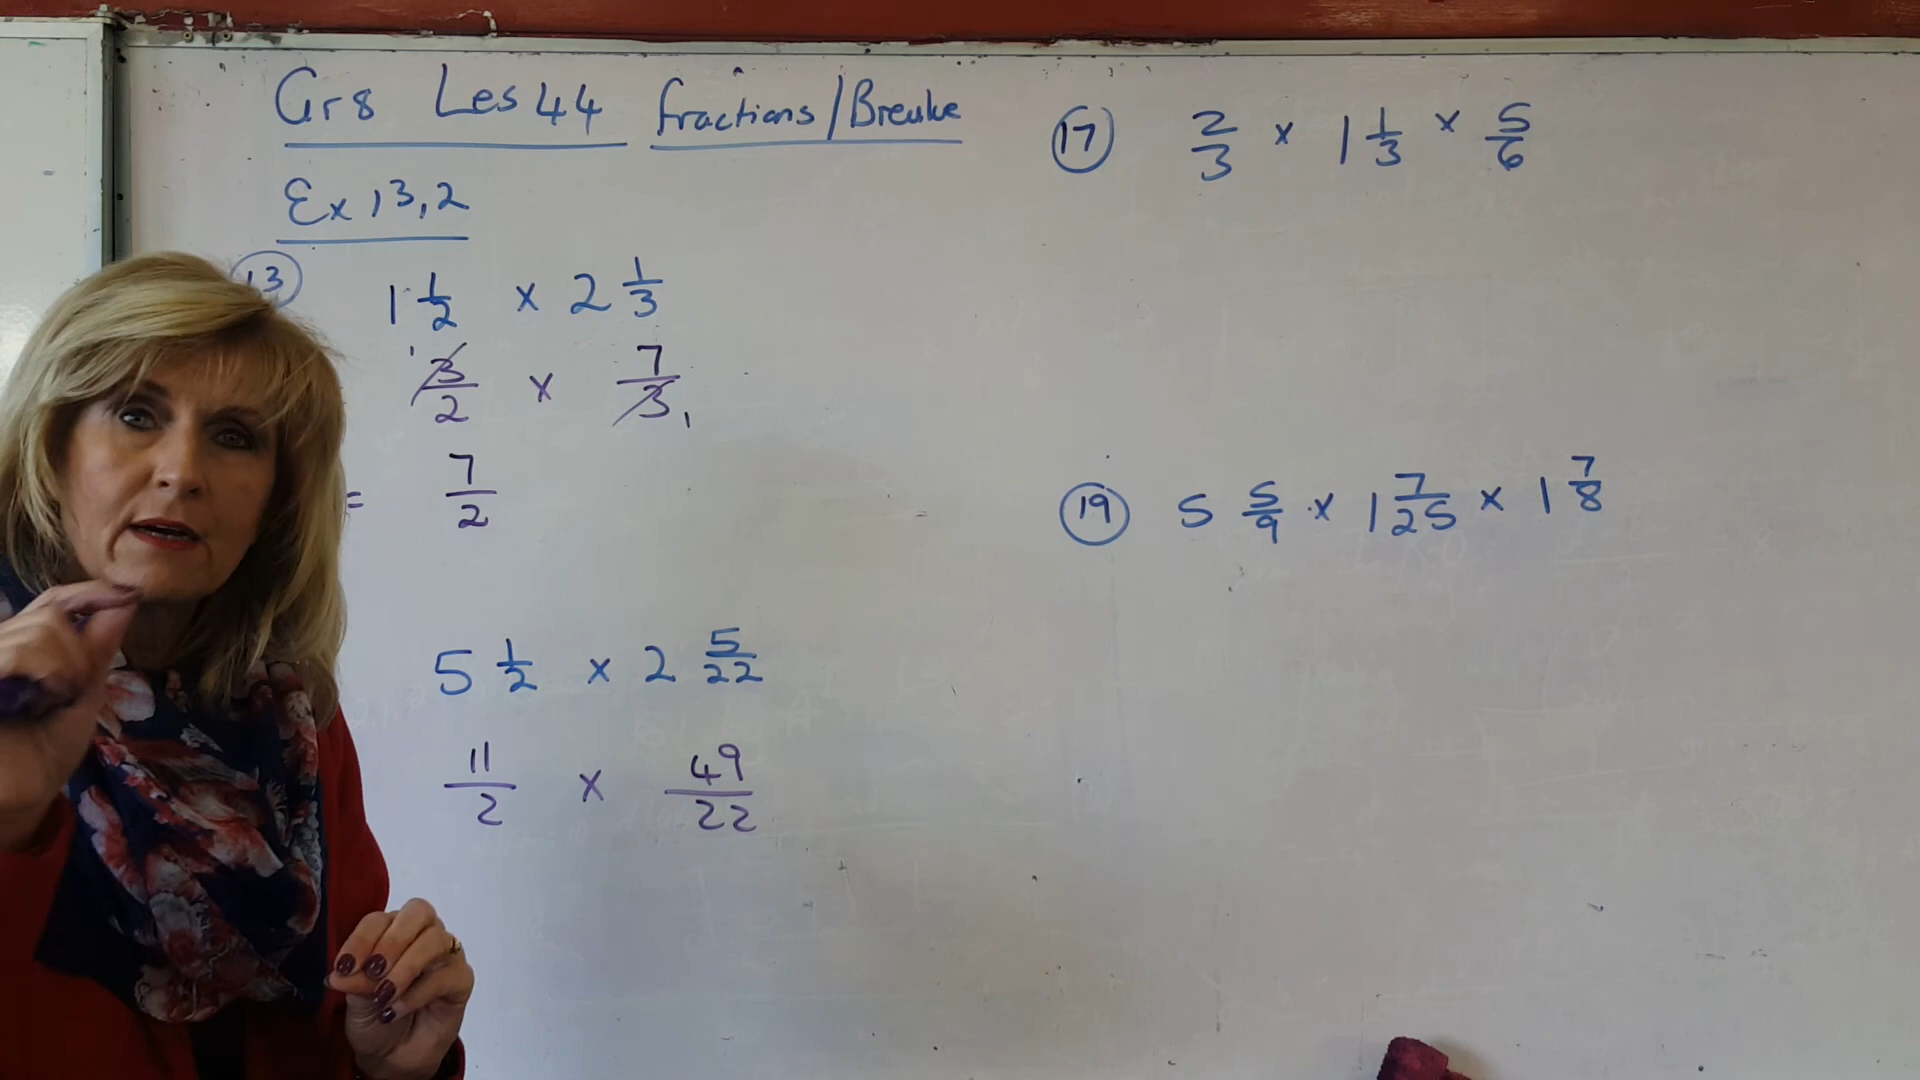 Gr8 Les 44 fractions/Breuke
Ex 13,2
13 1 1/2 x 2 1/3
3/2 x 7/3
1 1
= 7/2
5 1/2 x 2 5/22
11/2 x 49/22
17 2/3 x 1 1/3 x 5/6
19 5 5/9 x 1 7/25 x 1 7/8